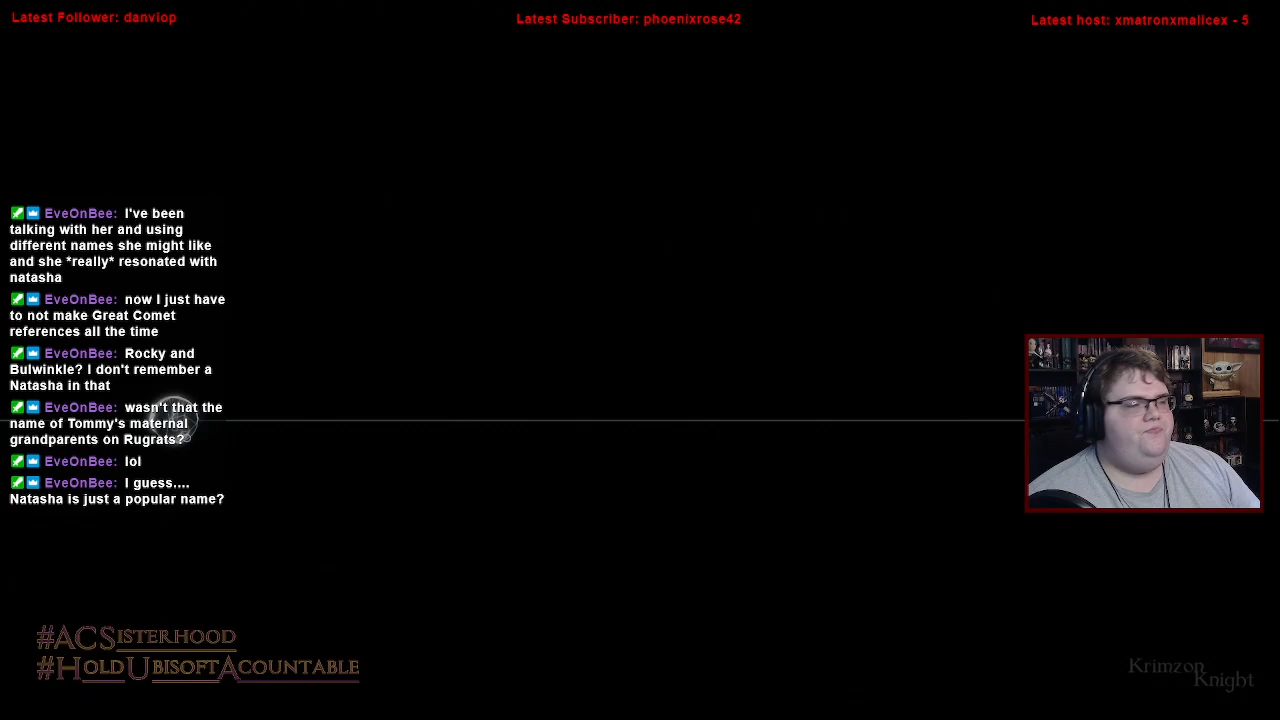 Latest Follower: danviop
Latest Subscriber: phoenixrose42
Latest host: xmatronxmalicex - 5
EveOnBee: I've been
talking with her and using
different names she might like
and she *really* resonated with
natasha
EveOnBee: now I just have
to not make Great Comet
references all the time
EveOnBee: Rocky and
Bulwinkle? I don't remember a
Natasha in that
EveOnBee: wasn't that the
name of Tommy's maternal
grandparents on Rugrats?
EveOnBee: lol
EveOnBee: I guess....
Natasha is just a popular name?
#ACSisterhood
#HoldUbisoftAcountable
Krimzon
Knight